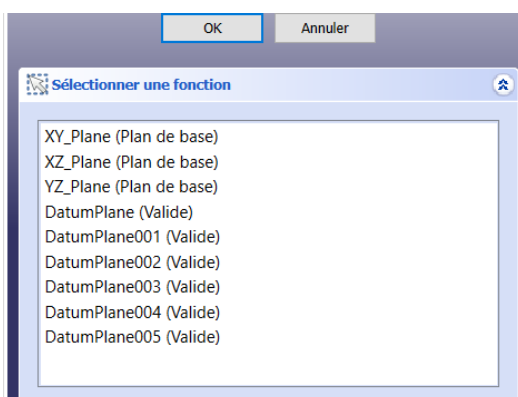 OK Annuler
Sélectionner une fonction
XY_Plane (Plan de base)
XZ_Plane (Plan de base)
YZ_Plane (Plan de base)
DatumPlane (Valide)
DatumPlane001 (Valide)
DatumPlane002 (Valide)
DatumPlane003 (Valide)
DatumPlane004 (Valide)
DatumPlane005 (Valide)